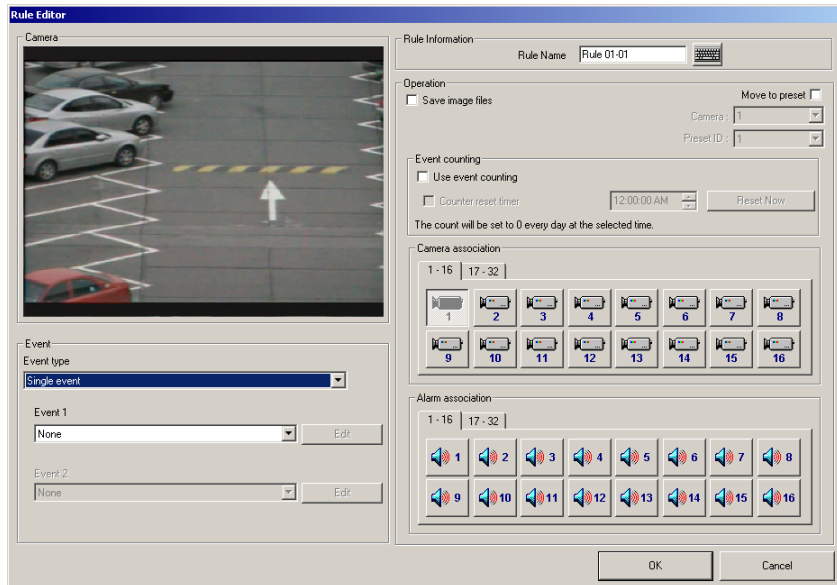 Rule Editor
Camera
Event
Event type
Single event
Event 1
None
Edit
Event 2
None
Edit
Rule Information
Rule Name
Rule 01-01
Operation
Save image files
Move to preset
Camera :
1
Preset ID :
1
Event counting
Use event counting
Counter reset timer
12:00:00 AM
Reset Now
The count will be set to 0 every day at the selected time.
Camera association
1 - 16
17 - 32
1 2 3 4 5 6 7 8
9 10 11 12 13 14 15 16
Alarm association
1 - 16
17 - 32
1 2 3 4 5 6 7 8
9 10 11 12 13 14 15 16
OK
Cancel